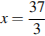 x = 37/3